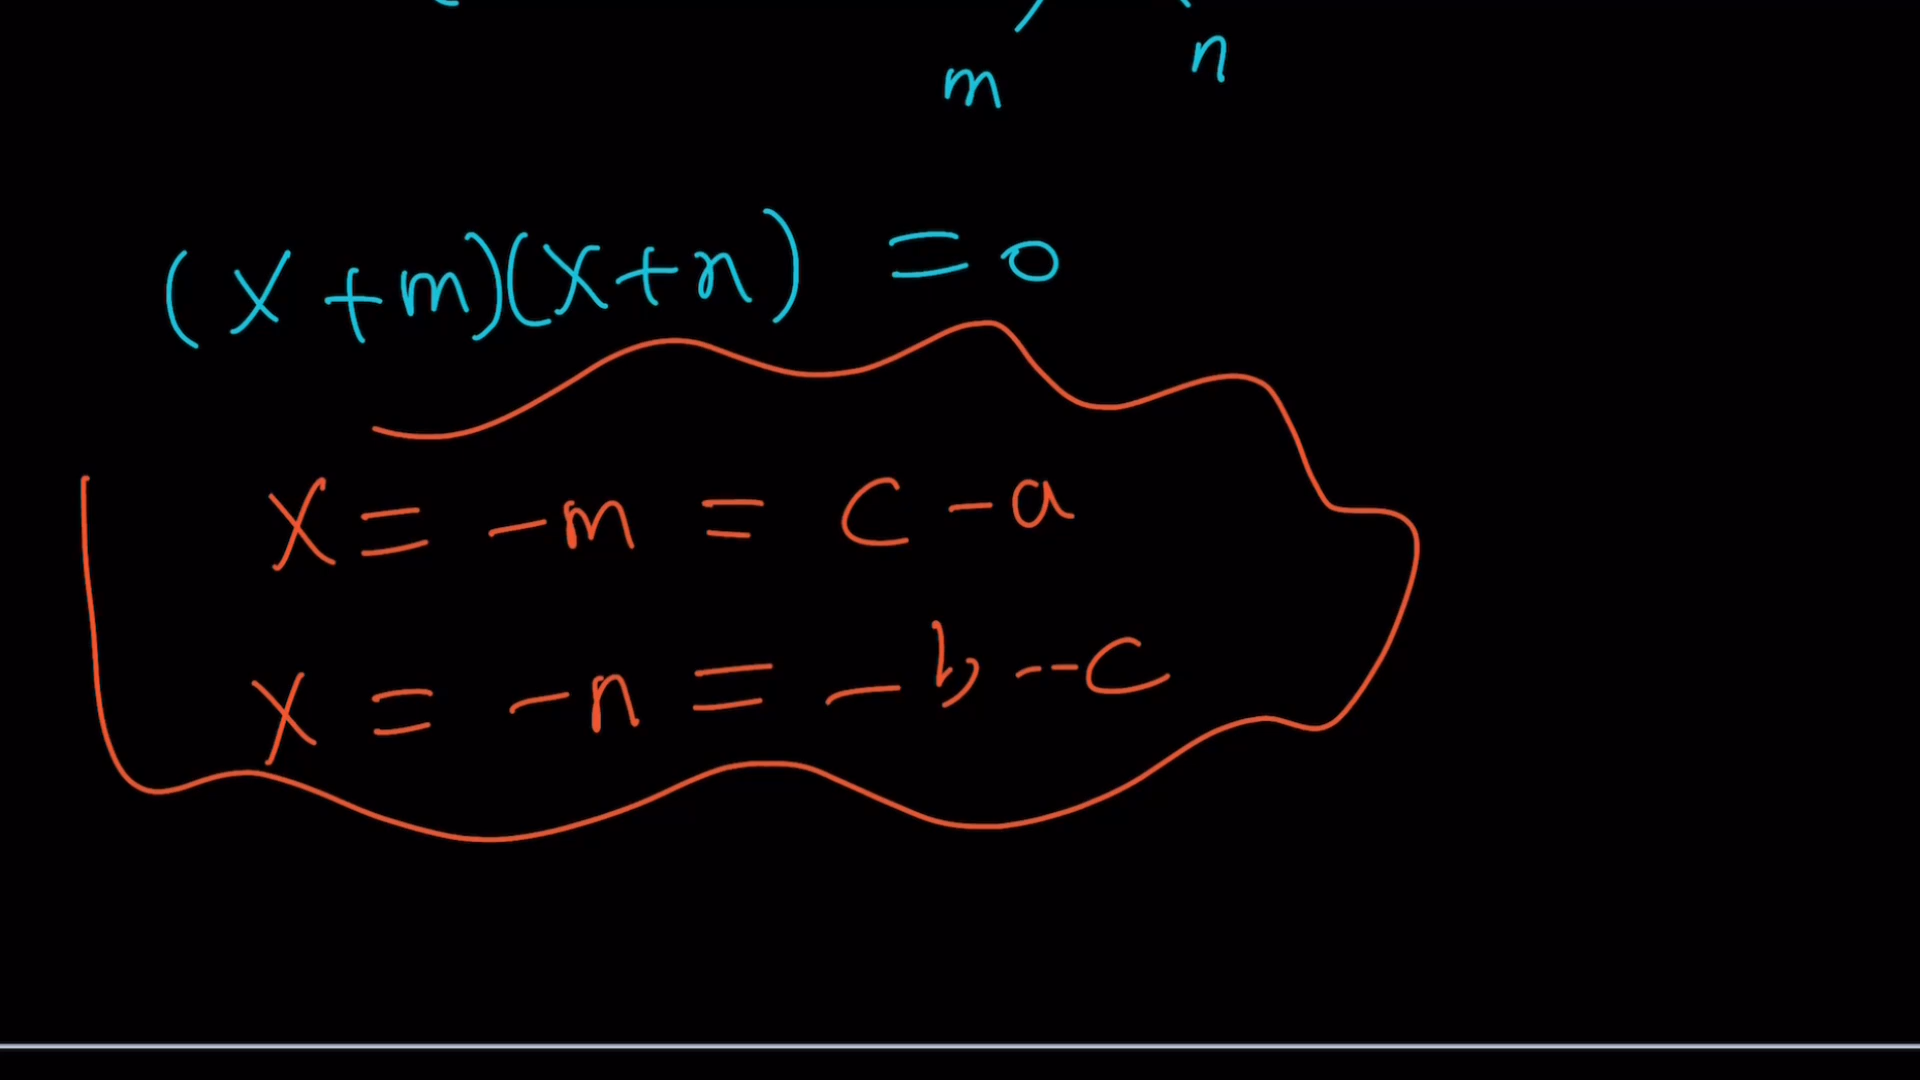 m n
(x+m)(x+n) = 0
x = -m = c - a
x = -n = - b - - c